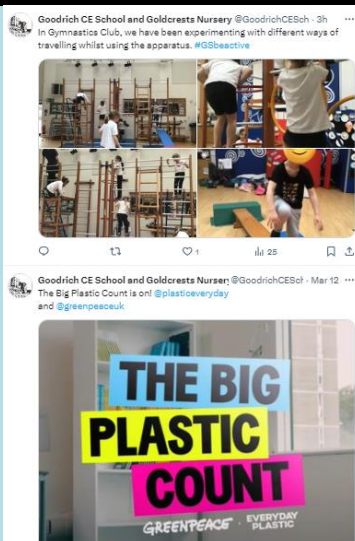 Goodrich CE School and Goldcrests Nursery @GoodrichCESch · 3h
In Gymnastics Club, we have been experimenting with different ways of
travelling whilst using the apparatus. #GSbeactive
1
25
Goodrich CE School and Goldcrests Nursery @GoodrichCESch · Mar 12
The Big Plastic Count is on! @plasticeveryday
and @greenpeaceuk
THE BIG
PLASTIC
COUNT
GREENPEACE · EVERYDAY
PLASTIC